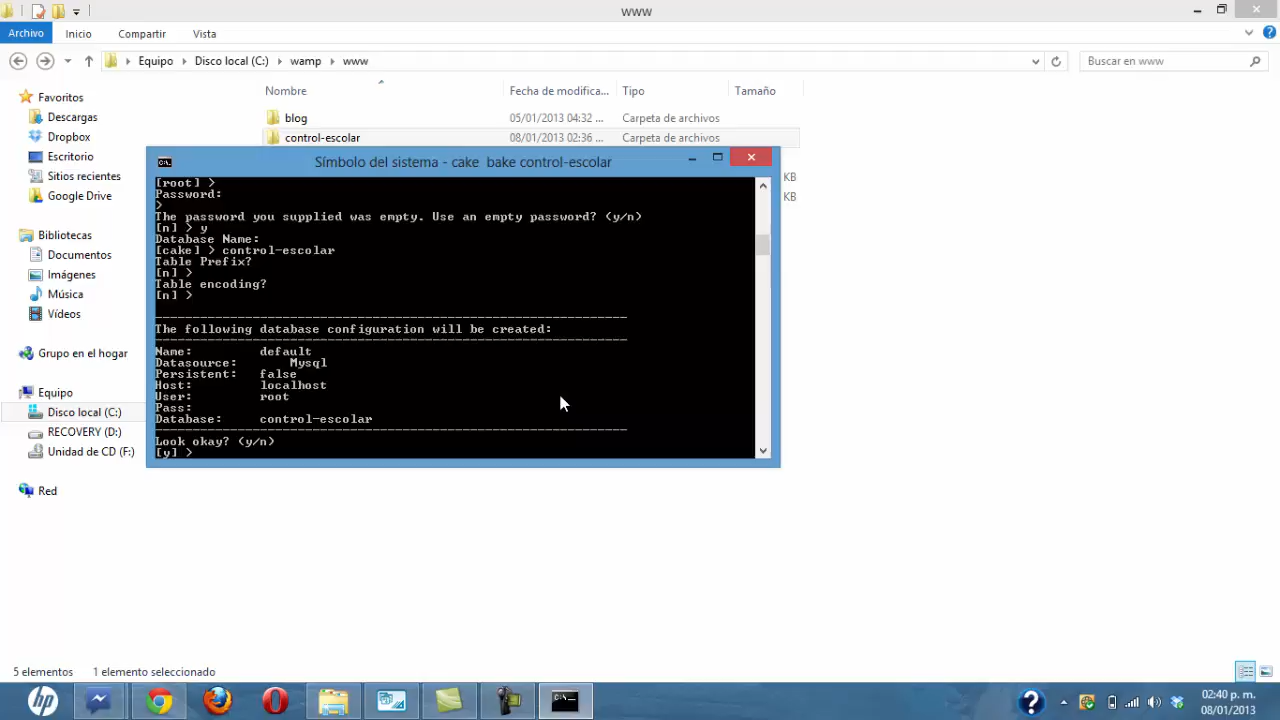 www
Archivo Inicio Compartir Vista
Equipo Disco local (C:) wamp www
Buscar en www
Nombre Fecha de modifica... Tipo Tamaño
Favoritos
Descargas
Dropbox
Escritorio
Sitios recientes
Google Drive
Bibliotecas
Documentos
Imágenes
Música
Vídeos
Grupo en el hogar
Equipo
Disco local (C:)
RECOVERY (D:)
Unidad de CD (F:)
Red
blog 05/01/2013 04:32 ... Carpeta de archivos
control-escolar 08/01/2013 02:36 ... Carpeta de archivos
KB
KB
Símbolo del sistema - cake bake control-escolar
[root] >
Password:
>
The password you supplied was empty. Use an empty password? (y/n)
[n] > y
Database Name:
[cake] > control-escolar
Table Prefix?
[n] >
Table encoding?
[n] >
---------------------------------------------------------------
The following database configuration will be created:
---------------------------------------------------------------
Name: default
Datasource: Mysql
Persistent: false
Host: localhost
User: root
Pass:
Database: control-escolar
---------------------------------------------------------------
Look okay? (y/n)
[y] >
5 elementos 1 elemento seleccionado
02:40 p. m.
08/01/2013